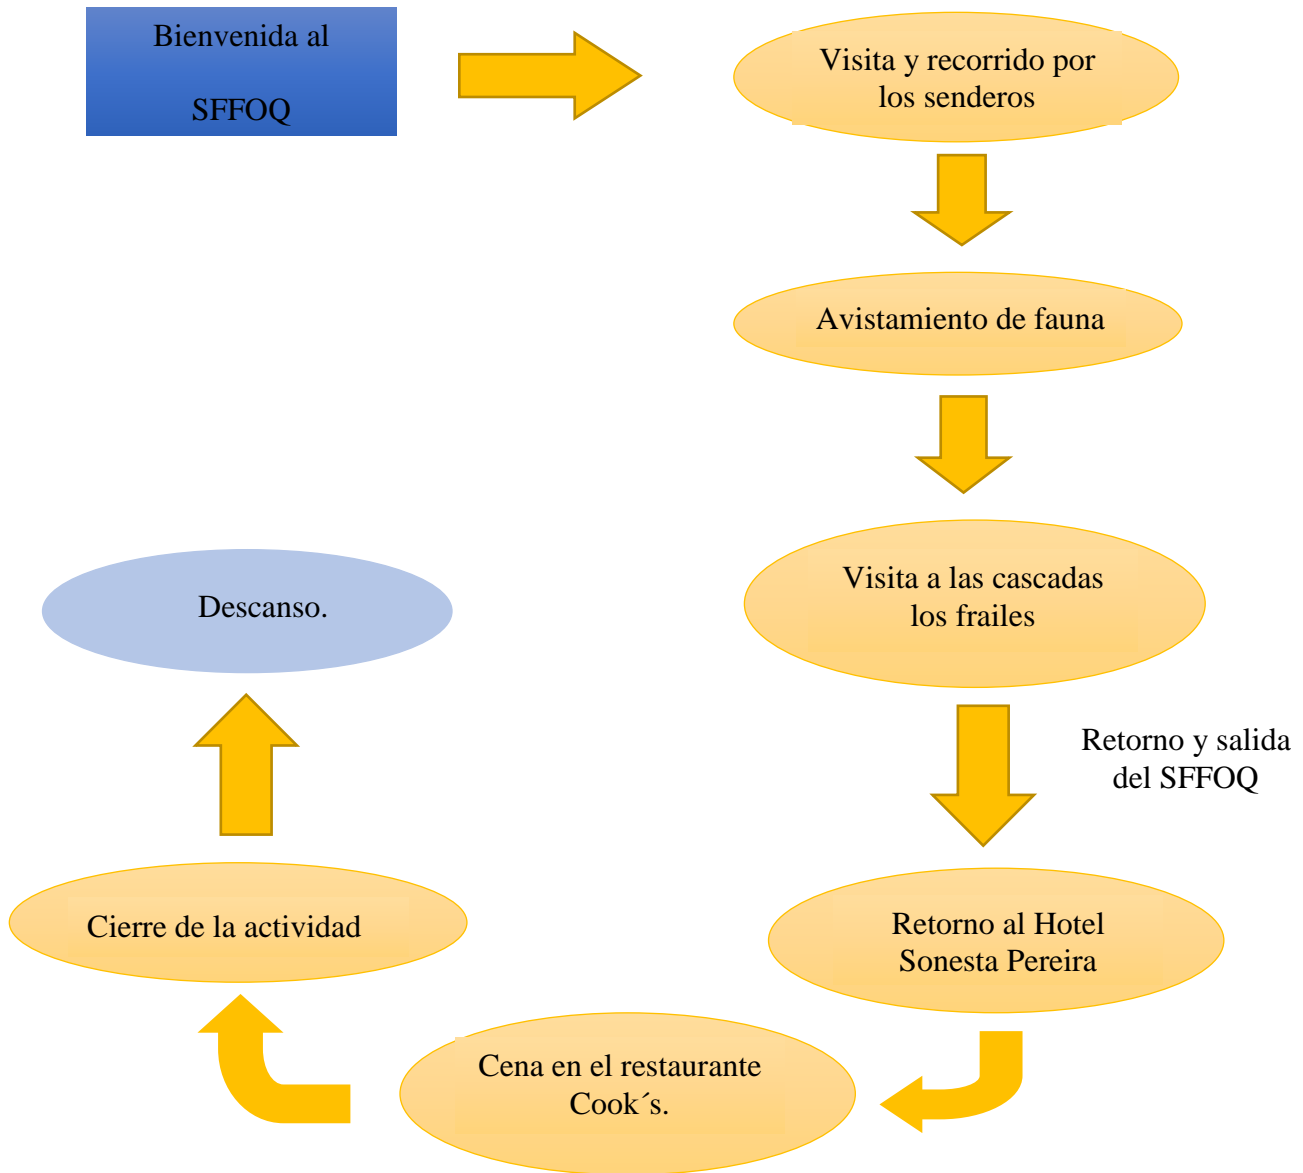 Bienvenida al
SFFOQ
Visita y recorrido por
los senderos
Avistamiento de fauna
Visita a las cascadas
los frailes
Retorno y salida
del SFFOQ
Retorno al Hotel
Sonesta Pereira
Cena en el restaurante
Cook´s.
Cierre de la actividad
Descanso.